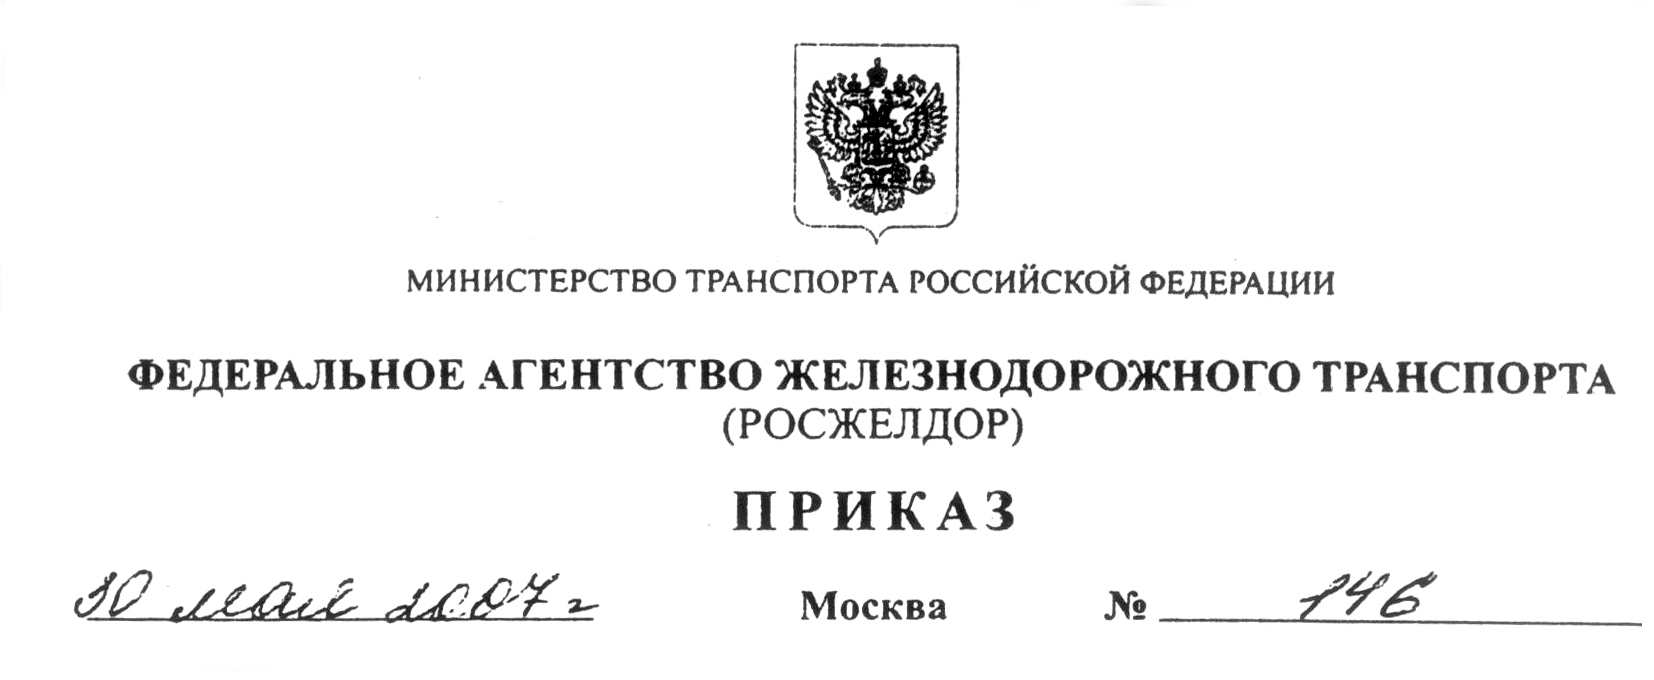 МИНИСТЕРСТВО ТРАНСПОРТА РОССИЙСКОЙ ФЕДЕРАЦИИ
ФЕДЕРАЛЬНОЕ АГЕНТСТВО ЖЕЛЕЗНОДОРОЖНОГО ТРАНСПОРТА
(РОСЖЕЛДОР)
ПРИКАЗ
30 мая 2007 г Москва № 146